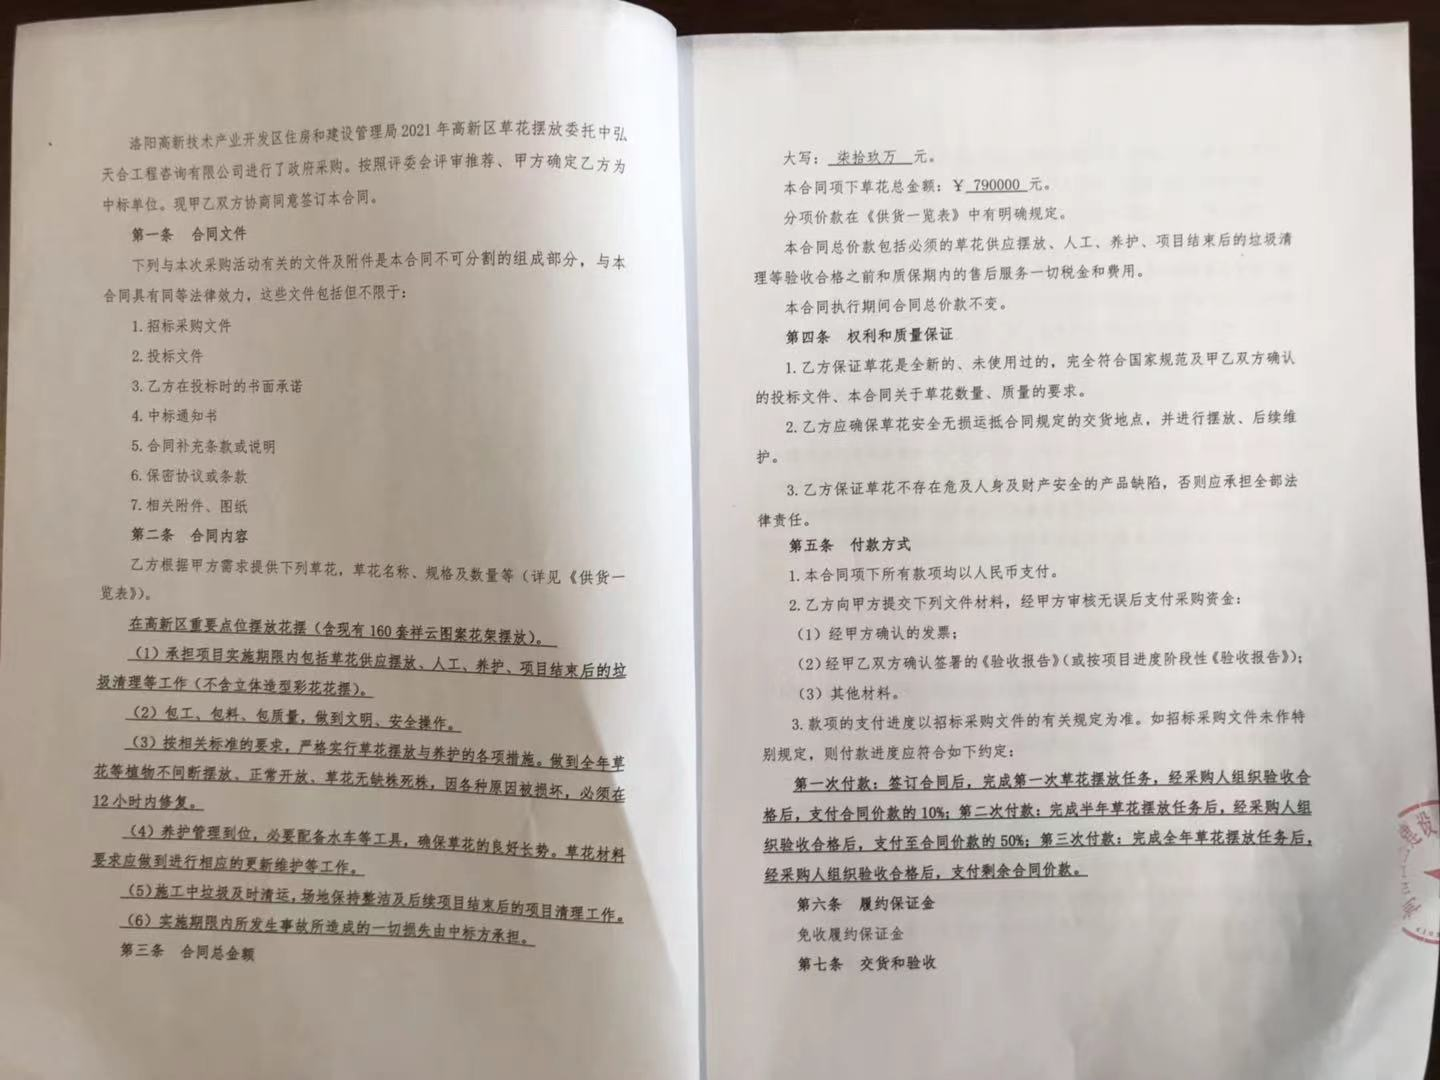 洛阳高新技术产业开发区住房和建设管理局2021年高新区草花摆放委托中弘
天合工程咨询有限公司进行了政府采购。按照评委会评审推荐、甲方确定乙方为
中标单位。现甲乙双方协商同意签订本合同。
第一条 合同文件
下列与本次采购活动有关的文件及附件是本合同不可分割的组成部分，与本
合同具有同等法律效力，这些文件包括但不限于：
1.招标采购文件
2.投标文件
3.乙方在投标时的书面承诺
4.中标通知书
5.合同补充条款或说明
6.保密协议或条款
7.相关附件、图纸
第二条 合同内容
乙方根据甲方需求提供下列草花，草花名称、规格及数量等（详见《供货一
览表》）。
在高新区重要点位摆放花摆（含现有160套祥云图案花架摆放）。
（1）承担项目实施期限内包括草花供应摆放、人工、养护、项目结束后的垃
圾清理等工作（不含立体造型彩花花摆）。
（2）包工、包料、包质量，做到文明、安全操作。
（3）按相关标准的要求，严格实行草花摆放与养护的各项措施。做到全年草
花等植物不间断摆放、正常开放、草花无缺株死株，因各种原因被损坏，必须在
12小时内修复。
（4）养护管理到位，必要配备水车等工具，确保草花的良好长势。草花材料
要求应做到进行相应的更新维护等工作。
（5）施工中垃圾及时清运，场地保持整洁及后续项目结束后的项目清理工作。
（6）实施期限内所发生事故所造成的一切损失由中标方承担。
第三条 合同总金额
大写：柒拾玖万 元。
本合同项下草花总金额：￥ 790000 元。
分项价款在《供货一览表》中有明确规定。
本合同总价款包括必须的草花供应摆放、人工、养护、项目结束后的垃圾清
理等验收合格之前和质保期内的售后服务一切税金和费用。
本合同执行期间合同总价款不变。
第四条 权利和质量保证
1.乙方保证草花是全新的、未使用过的，完全符合国家规范及甲乙双方确认
的投标文件、本合同关于草花数量、质量的要求。
2.乙方应确保草花安全无损运抵合同规定的交货地点，并进行摆放、后续维
护。
3.乙方保证草花不存在危及人身及财产安全的产品缺陷，否则应承担全部法
律责任。
第五条 付款方式
1.本合同项下所有款项均以人民币支付。
2.乙方向甲方提交下列文件材料，经甲方审核无误后支付采购资金：
（1）经甲方确认的发票；
（2）经甲乙双方确认签署的《验收报告》（或按项目进度阶段性《验收报告》）；
（3）其他材料。
3.款项的支付进度以招标采购文件的有关规定为准。如招标采购文件未作特
别规定，则付款进度应符合如下约定：
第一次付款：签订合同后，完成第一次草花摆放任务，经采购人组织验收合
格后，支付合同价款的10%；第二次付款：完成半年草花摆放任务后，经采购人组
织验收合格后，支付至合同价款的50%；第三次付款：完成全年草花摆放任务后，
经采购人组织验收合格后，支付剩余合同价款。
第六条 履约保证金
免收履约保证金
第七条 交货和验收
建设